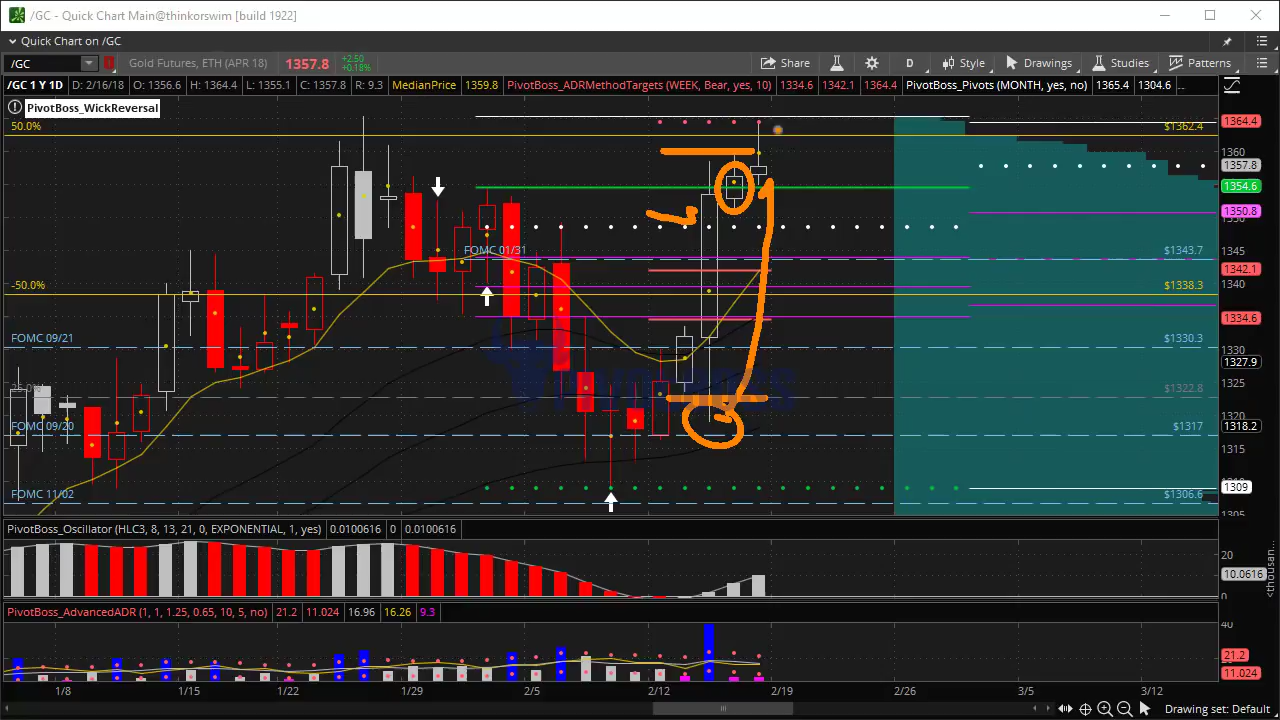 /GC - Quick Chart Main@thinkorswim [build 1922]
Quick Chart on /GC
/GC Gold Futures, ETH (APR 18) 1357.8 +2.50 +0.18% Share D Style Drawings Studies Patterns
/GC 1 Y 1D D: 2/16/18 O: 1356.6 H: 1364.4 L: 1355.1 C: 1357.8 R: 9.3 MedianPrice 1359.8 PivotBoss_ADRMethodTargets (WEEK, Bear, yes, 10) 1334.6 1342.1 1364.4 PivotBoss_Pivots (MONTH, yes, no) 1365.4 1304.6 ...
PivotBoss_WickReversal
1364.4
50.0% $1362.4
1360
1357.8
1354.6
1350.8
1350
FOMC 01/31 $1343.7
1345
1342.1
-50.0% $1338.3
1340
1334.6
FOMC 09/21 $1330.3
1330
1327.9
1325
25.0% $1322.8
1320
FOMC 09/20 $1317
1318.2
1315
1309
FOMC 11/02 $1306.6
1305
PivotBoss_Oscillator (HLC3, 8, 13, 21, 0, EXPONENTIAL, 1, yes) 0.0100616 0 0.0100616
20
10.0616
0
<thousan...
PivotBoss_AdvancedADR (1, 1, 1.25, 0.65, 10, 5, no) 21.2 11.024 16.96 16.26 9.3
40
21.2
11.024
1/8 1/15 1/22 1/29 2/5 2/12 2/19 2/26 3/5 3/12
Drawing set: Default